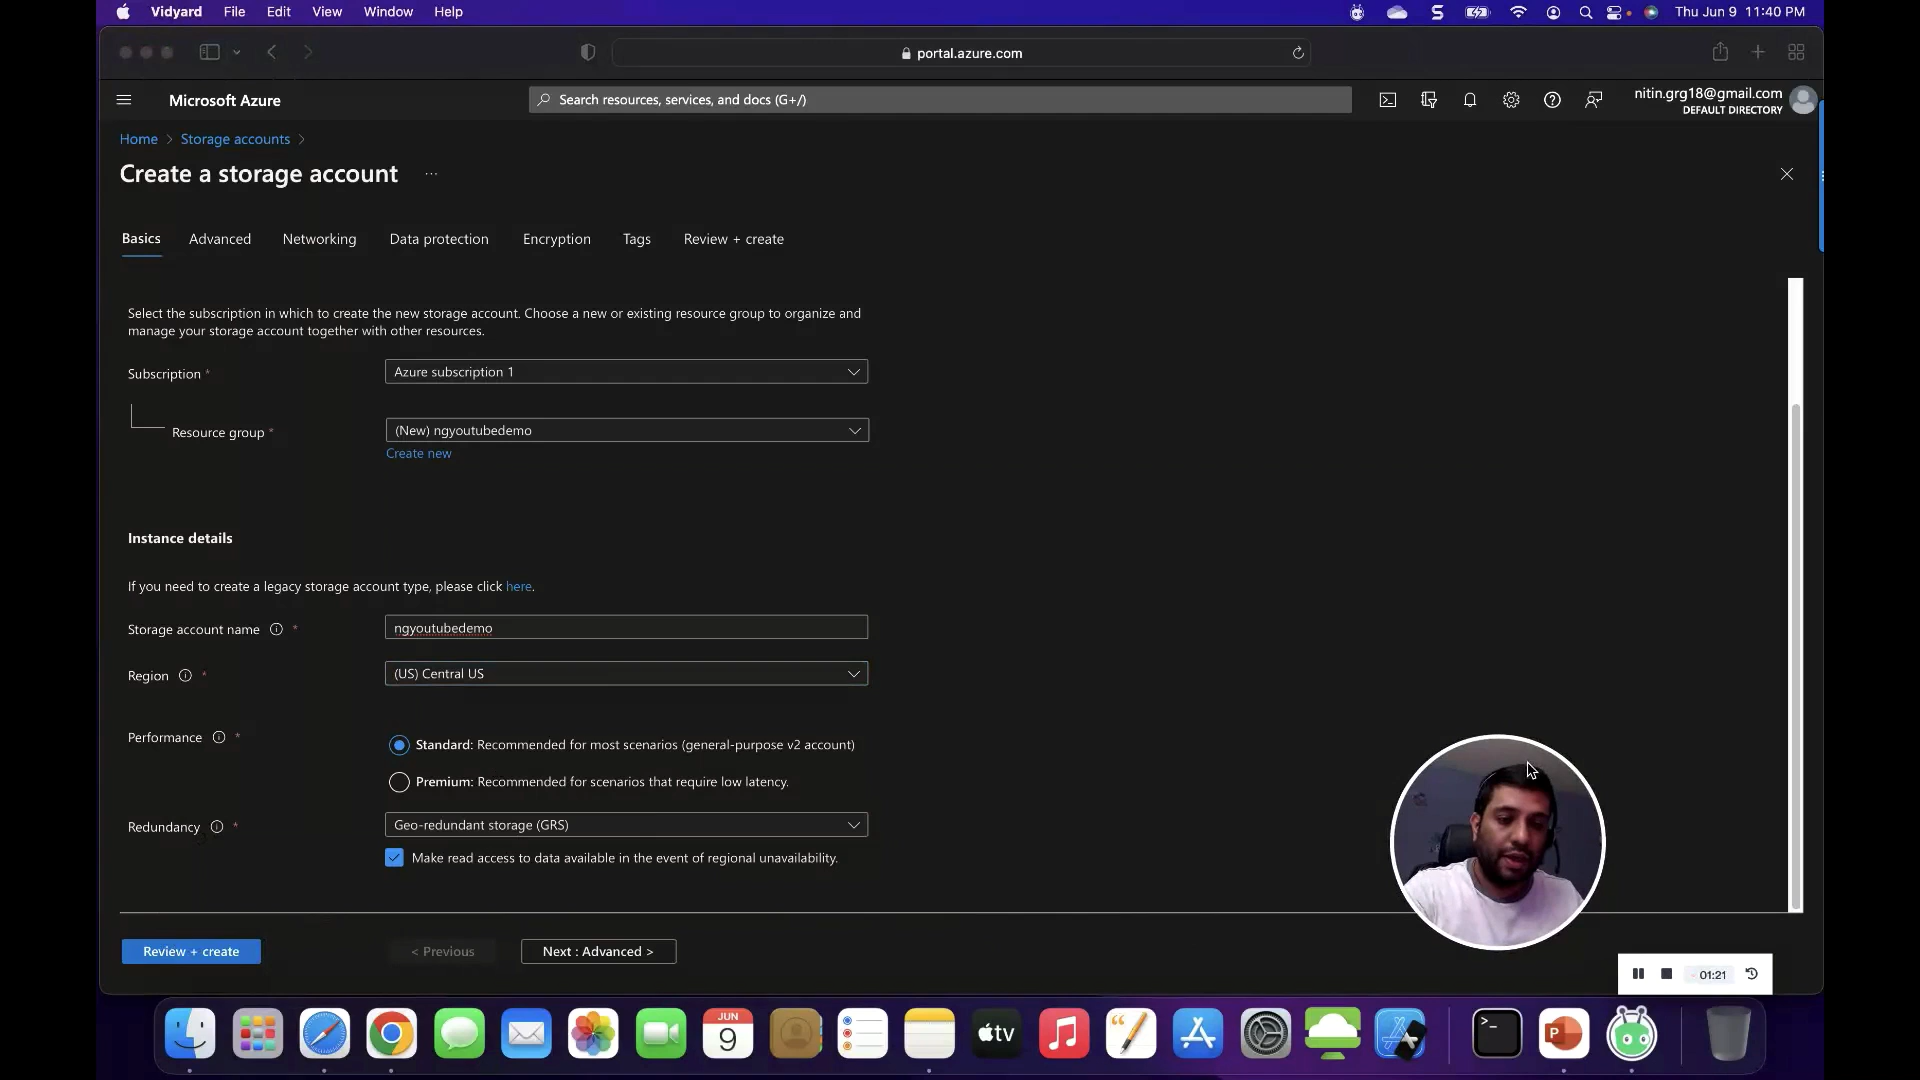 Vidyard File Edit View Window Help
Thu Jun 9 11:40 PM
portal.azure.com
Microsoft Azure
Search resources, services, and docs (G+/)
nitin.grg18@gmail.com
DEFAULT DIRECTORY
Home > Storage accounts >
Create a storage account ...
Basics Advanced Networking Data protection Encryption Tags Review + create
Select the subscription in which to create the new storage account. Choose a new or existing resource group to organize and
manage your storage account together with other resources.
Subscription * Azure subscription 1
Resource group * (New) ngyoutubedemo
Create new
Instance details
If you need to create a legacy storage account type, please click here.
Storage account name * ngyoutubedemo
Region * (US) Central US
Performance * Standard: Recommended for most scenarios (general-purpose v2 account)
Premium: Recommended for scenarios that require low latency.
Redundancy * Geo-redundant storage (GRS)
Make read access to data available in the event of regional unavailability.
Review + create < Previous Next : Advanced >
01:21
JUN
9
tv